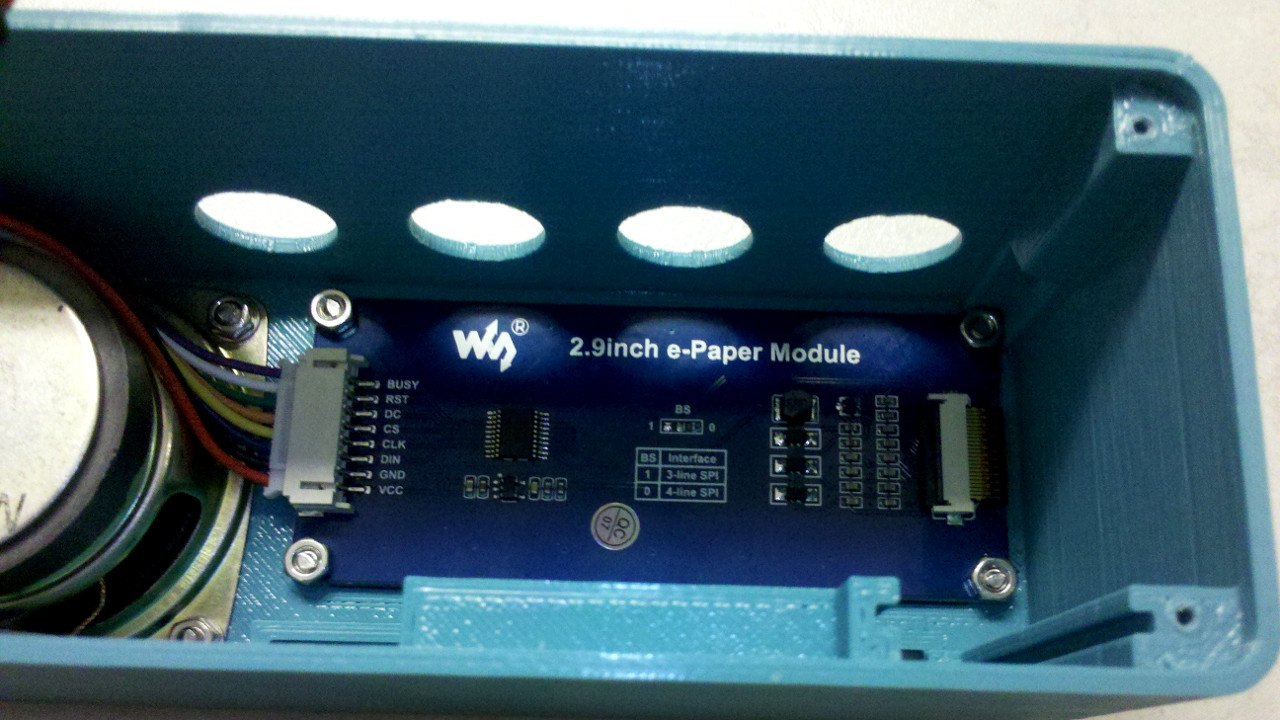 ®
2.9inch e-Paper Module
BUSY
RST
DC
CS
CLK
DIN
GND
VCC
BS
1 0
BS Interface
1 3-line SPI
0 4-line SPI
QC
07